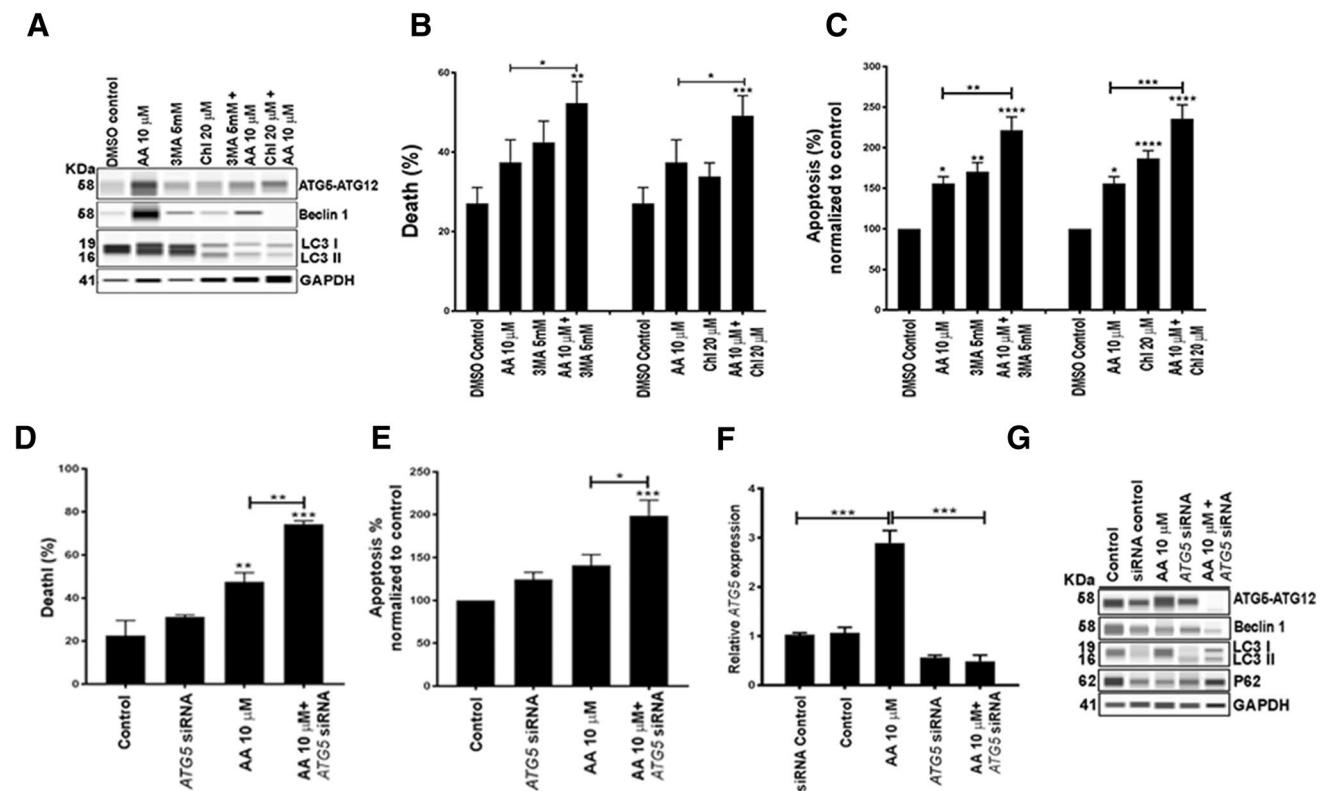 A
DMSO control
AA 10 µM
3MA 5mM
Chl 20 µM
3MA 5mM +
AA 10 µM
Chl 20 µM +
AA 10 µM
KDa
58
ATG5-ATG12
58
Beclin 1
19
LC3 I
16
LC3 II
41
GAPDH
B
Death (%)
60
40
20
0
*
**
*
***
DMSO Control
AA 10 µM
3MA 5mM
AA 10 µM +
3MA 5mM
DMSO Control
AA 10 µM
Chl 20 µM
AA 10 µM +
Chl 20 µM
C
Apoptosis (%)
normalized to control
300
250
200
150
100
50
0
**
*
**
****
***
*
****
****
DMSO Control
AA 10 µM
3MA 5mM
AA 10 µM +
3MA 5mM
DMSO Control
AA 10 µM
Chl 20 µM
AA 10 µM +
Chl 20 µM
D
Deathl (%)
100
80
60
40
20
0
**
**
***
Control
ATG5 siRNA
AA 10 µM
AA 10 µM+
ATG5 siRNA
E
Apoptosis %
normalized to control
250
200
150
100
50
0
*
***
Control
ATG5 siRNA
AA 10 µM
AA 10 µM+
ATG5 siRNA
F
Relative ATG5 expression
4
3
2
1
0
***
***
siRNA Control
Control
AA 10 µM
ATG5 siRNA
AA 10 µM+
ATG5 siRNA
G
Control
siRNA control
AA 10 µM
ATG5 siRNA
AA 10 µM +
ATG5 siRNA
KDa
58
ATG5-ATG12
58
Beclin 1
19
LC3 I
16
LC3 II
62
P62
41
GAPDH